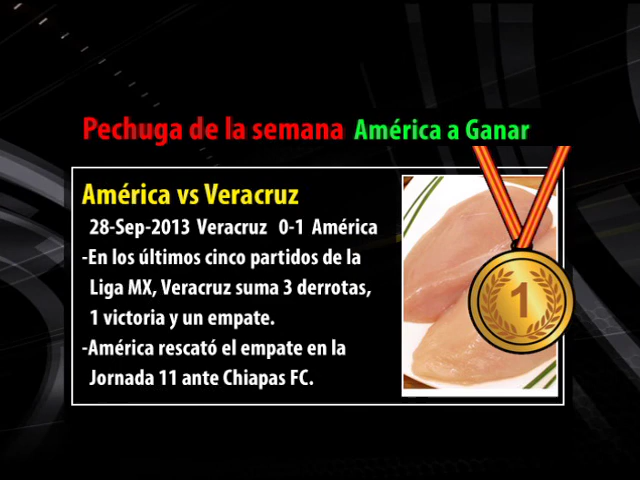 Pechuga de la semana América a Ganar
América vs Veracruz
28-Sep-2013 Veracruz 0-1 América
-En los últimos cinco partidos de la
Liga MX, Veracruz suma 3 derrotas,
1 victoria y un empate.
-América rescató el empate en la
Jornada 11 ante Chiapas FC.
1